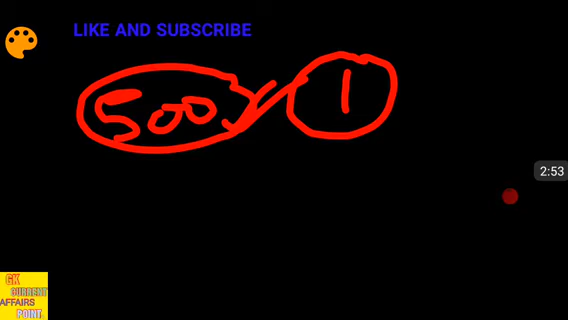 LIKE AND SUBSCRIBE
500 1
2:53
GK
CURRENT
AFFAIRS
POINT